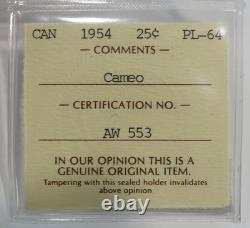 CAN 1954 25¢ PL-64
— COMMENTS —
Cameo
— CERTIFICATION NO. —
AW 553
IN OUR OPINION THIS IS A
GENUINE ORIGINAL ITEM.
Tampering with this sealed holder invalidates
above opinion